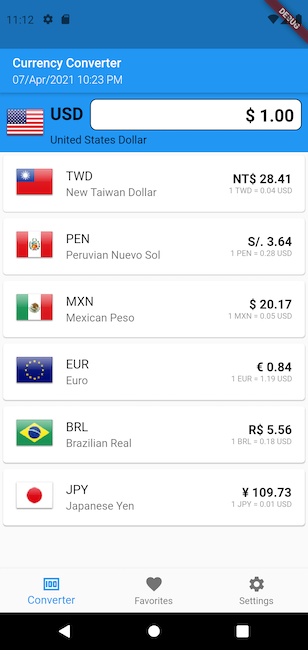 11:12
DEBUG
Currency Converter
07/Apr/2021 10:23 PM
USD
$ 1.00
United States Dollar
TWD
NT$ 28.41
New Taiwan Dollar
1 TWD = 0.04 USD
PEN
S/. 3.64
Peruvian Nuevo Sol
1 PEN = 0.28 USD
MXN
$ 20.17
Mexican Peso
1 MXN = 0.05 USD
EUR
€ 0.84
Euro
1 EUR = 1.19 USD
BRL
R$ 5.56
Brazilian Real
1 BRL = 0.18 USD
JPY
¥ 109.73
Japanese Yen
1 JPY = 0.01 USD
Converter
Favorites
Settings